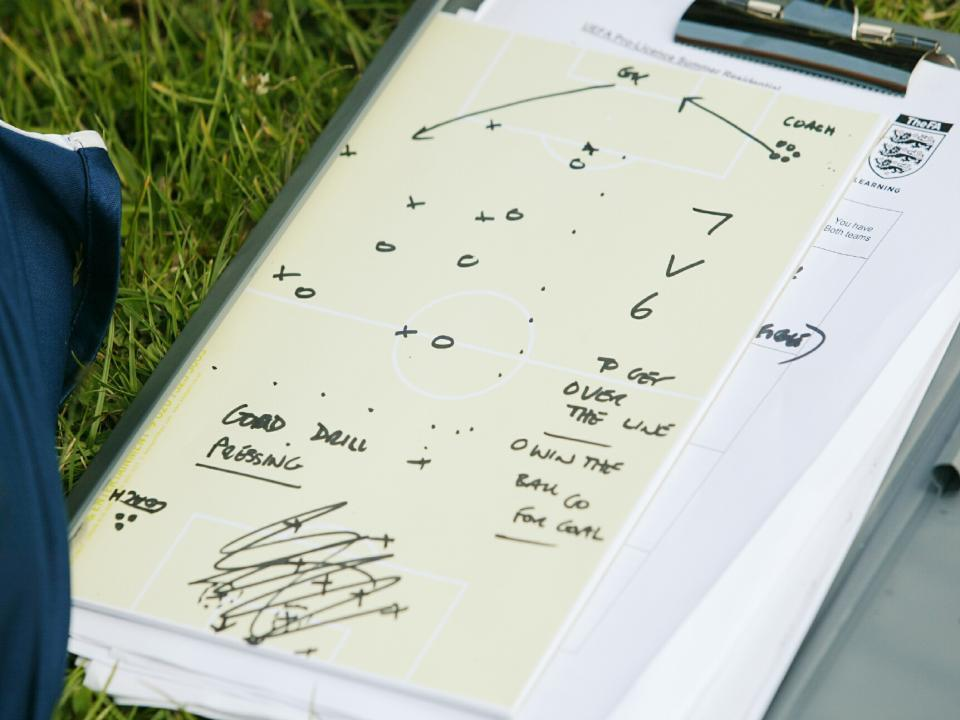 UEFA Pro-Licence Summer Residential
GK
COACH
TheFA
LEARNING
You have
Both teams
7
V
6
TO GET
OVER
THE LINE
O WIN THE
BALL GO
FOR GOAL
GOOD DRILL
PRESSING
COACH